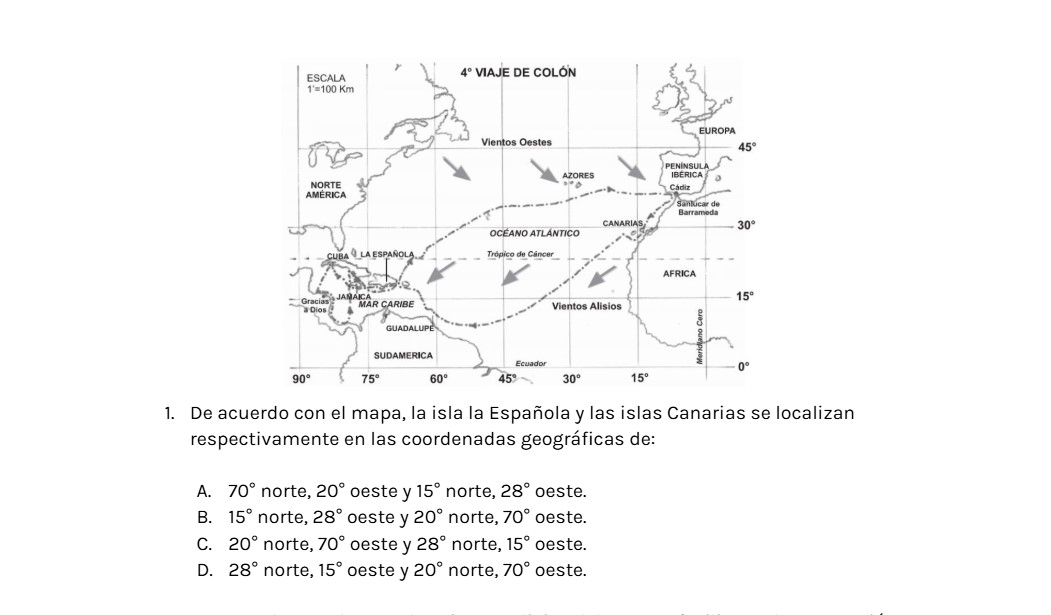 4° VIAJE DE COLÓN
ESCALA
1'=100 Km
EUROPA
Vientos Oestes
45°
PENÍNSULA
IBÉRICA
AZORES
NORTE
AMÉRICA
Cádiz
Sanlúcar de
Barrameda
CANARIAS
30°
OCÉANO ATLÁNTICO
CUBA
LA ESPAÑOLA
Trópico de Cáncer
AFRICA
JAMAICA
15°
Gracias
a Dios
MAR CARIBE
Vientos Alisios
GUADALUPE
Meridiano Cero
SUDAMERICA
Ecuador
0°
90° 75° 60° 45° 30° 15°
1. De acuerdo con el mapa, la isla la Española y las islas Canarias se localizan
respectivamente en las coordenadas geográficas de:
A. 70° norte, 20° oeste y 15° norte, 28° oeste.
B. 15° norte, 28° oeste y 20° norte, 70° oeste.
C. 20° norte, 70° oeste y 28° norte, 15° oeste.
D. 28° norte, 15° oeste y 20° norte, 70° oeste.